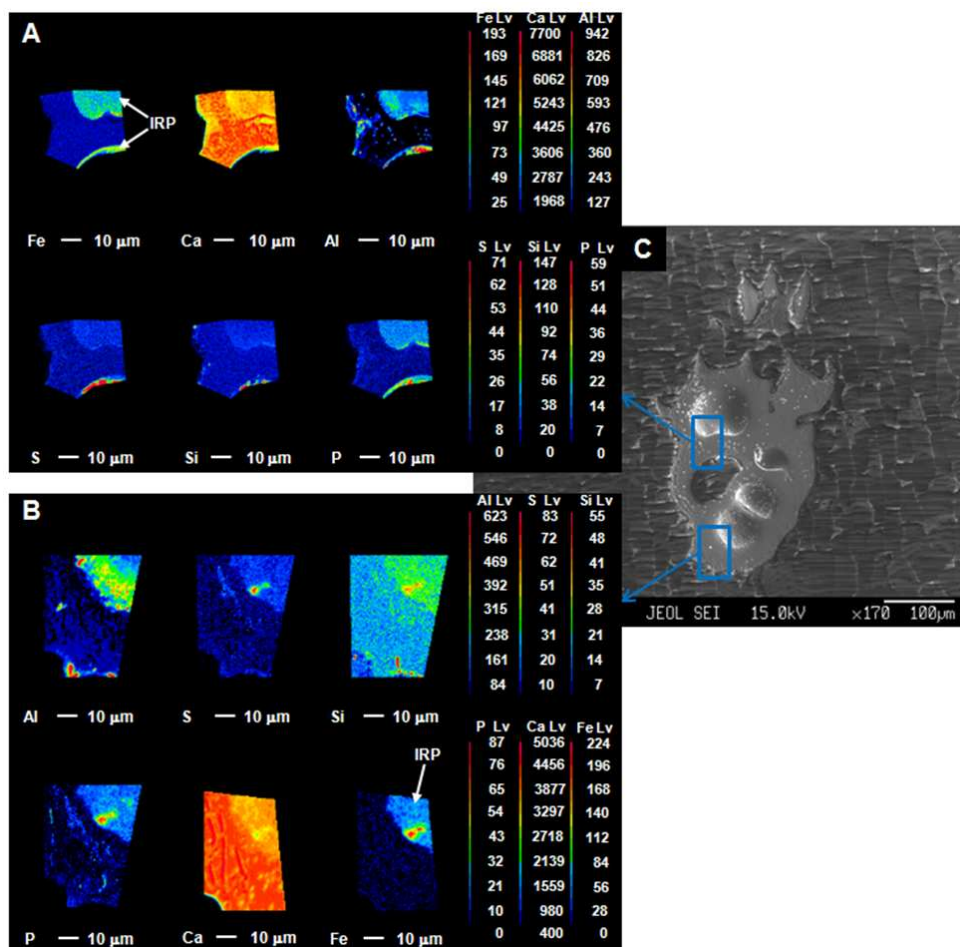 A
Fe Lv Ca Lv Al Lv
193 7700 942
169 6881 826
145 6062 709
121 5243 593
97 4425 476
73 3606 360
49 2787 243
25 1968 127
IRP
Fe 10 µm Ca 10 µm Al 10 µm
S Lv Si Lv P Lv
71 147 59
62 128 51
53 110 44
44 92 36
35 74 29
26 56 22
17 38 14
8 20 7
0 0 0
S 10 µm Si 10 µm P 10 µm
B
Al Lv S Lv Si Lv
623 83 55
546 72 48
469 62 41
392 51 35
315 41 28
238 31 21
161 20 14
84 10 7
Al 10 µm S 10 µm Si 10 µm
P Lv Ca Lv Fe Lv
87 5036 224
76 4456 196
65 3877 168
54 3297 140
43 2718 112
32 2139 84
21 1559 56
10 980 28
0 400 0
IRP
P 10 µm Ca 10 µm Fe 10 µm
C
JEOL SEI 15.0kV ×170 100µm